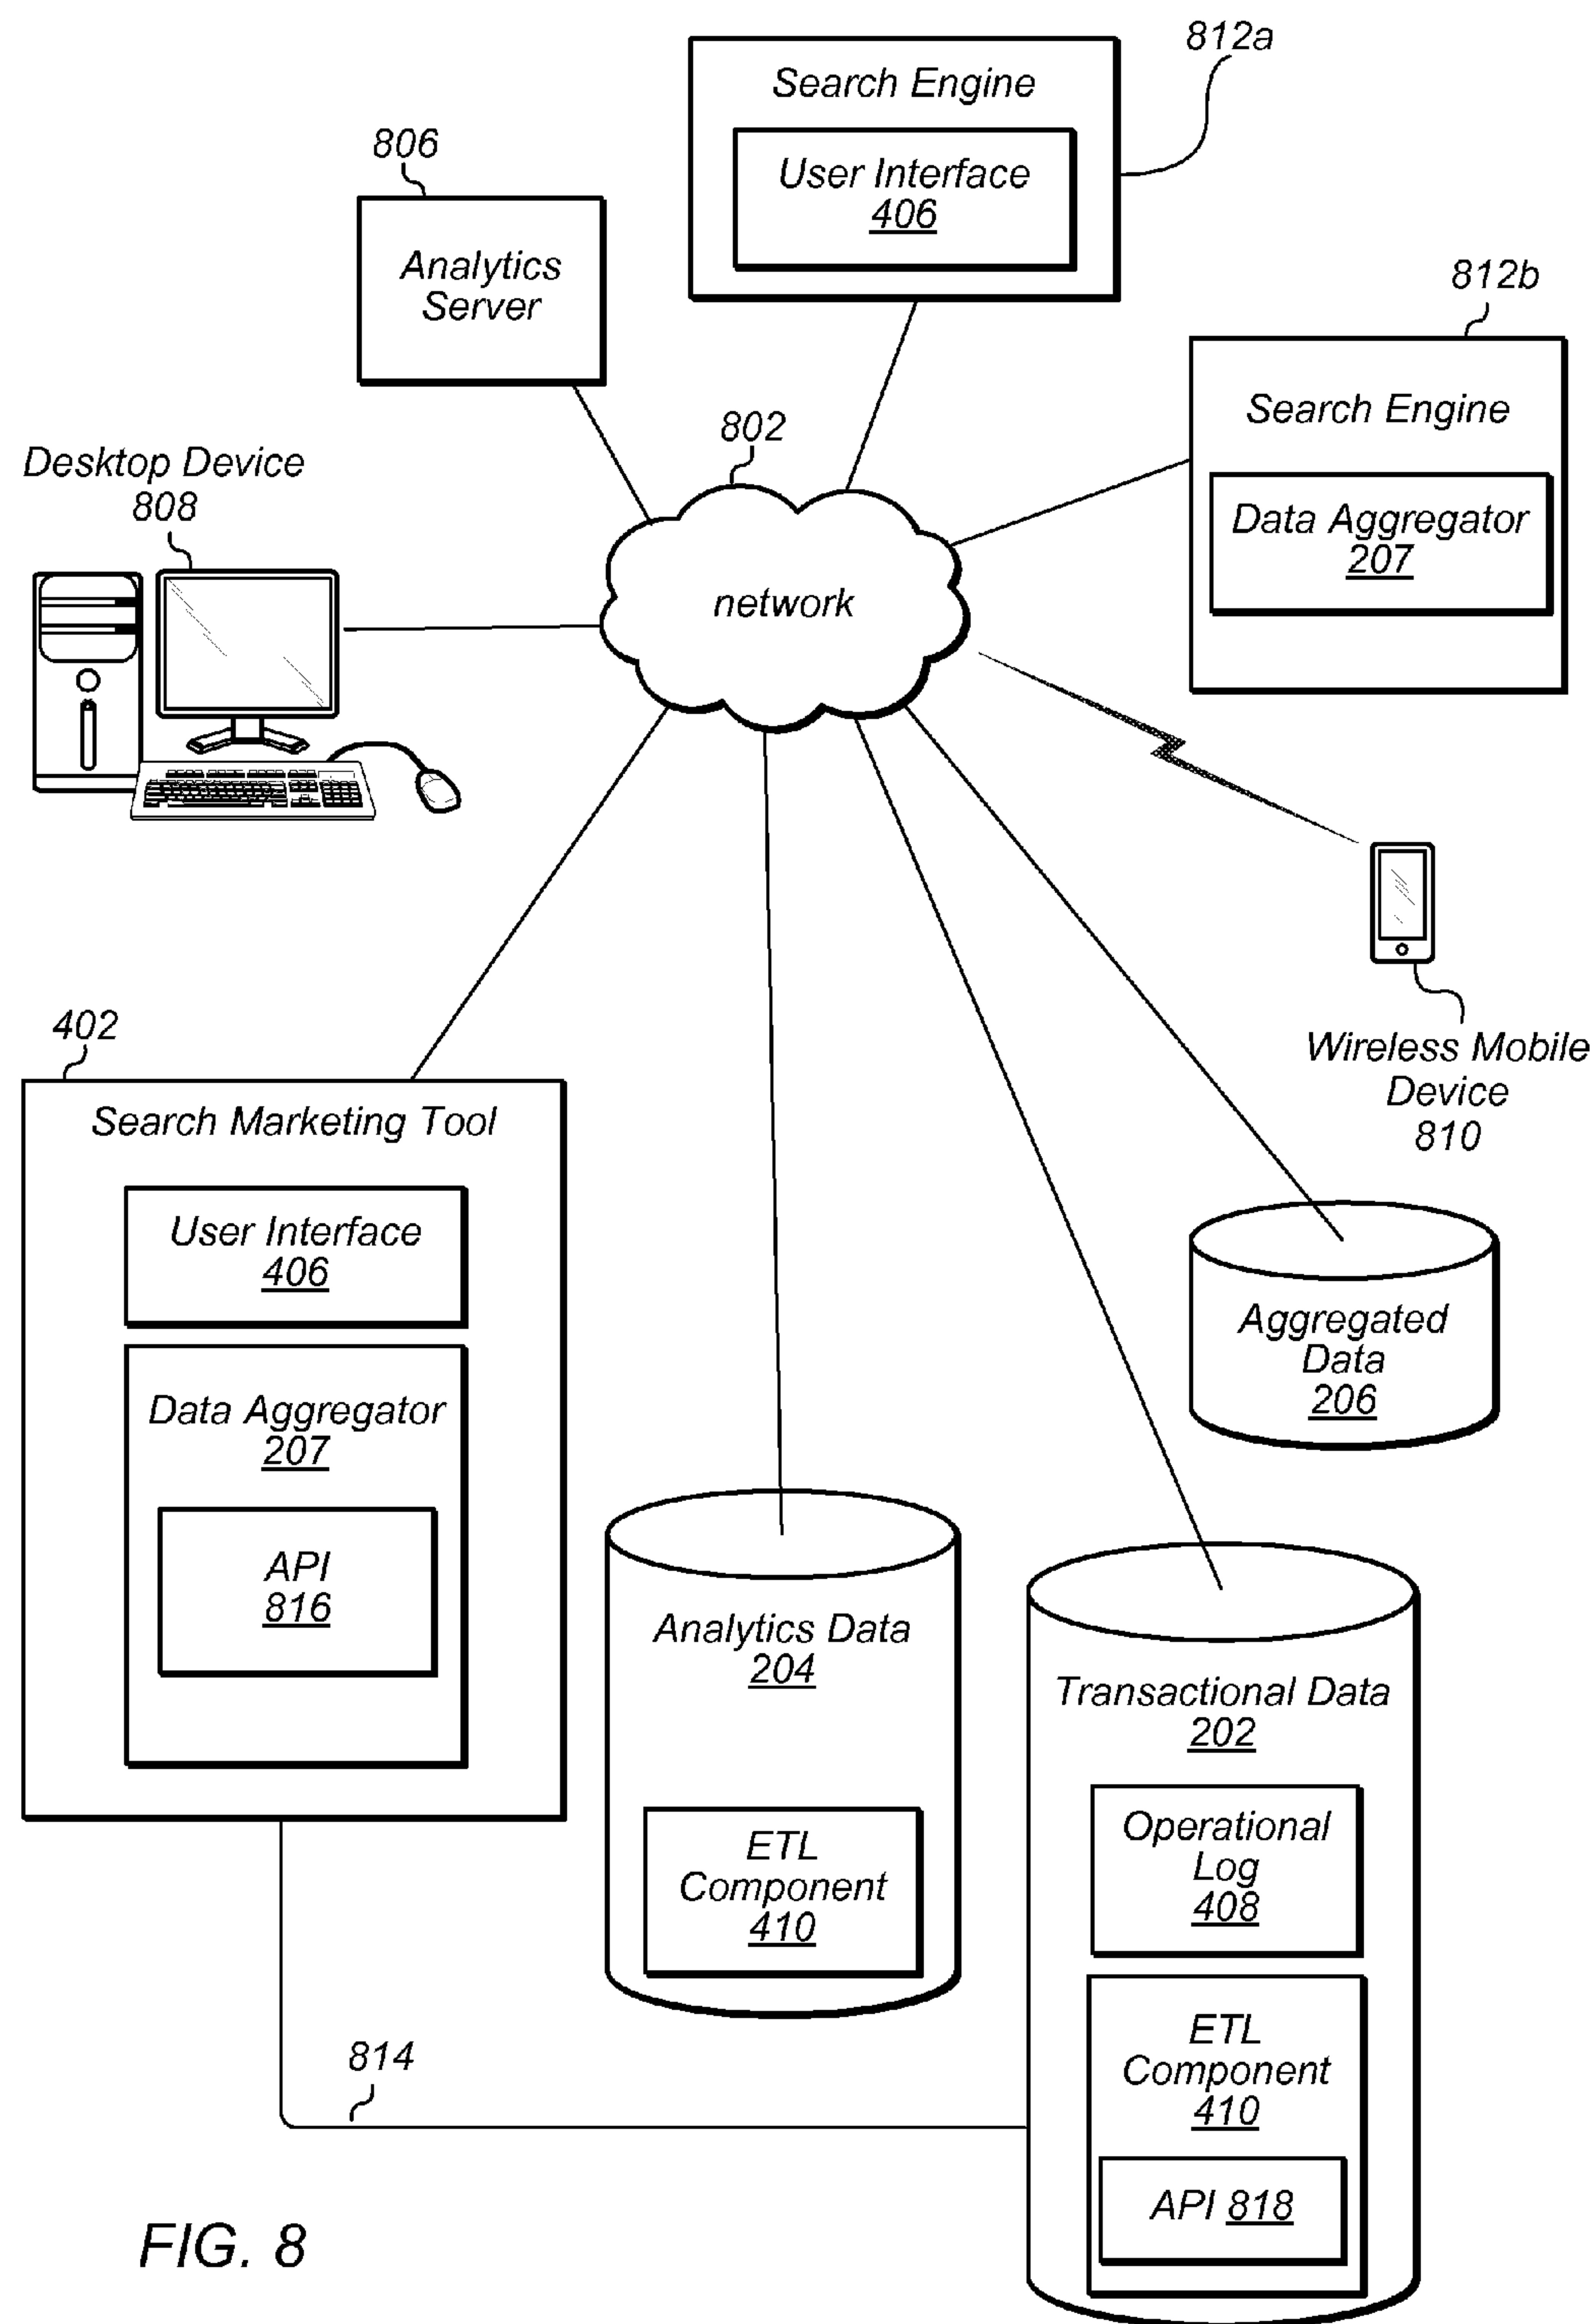 812a
Search Engine
User Interface
406
806
Analytics
Server
812b
Search Engine
Data Aggregator
207
802
network
Desktop Device
808
Wireless Mobile
Device
810
402
Search Marketing Tool
User Interface
406
Data Aggregator
207
API
816
Aggregated
Data
206
Analytics Data
204
ETL
Component
410
Transactional Data
202
Operational
Log
408
ETL
Component
410
API 818
814
FIG. 8